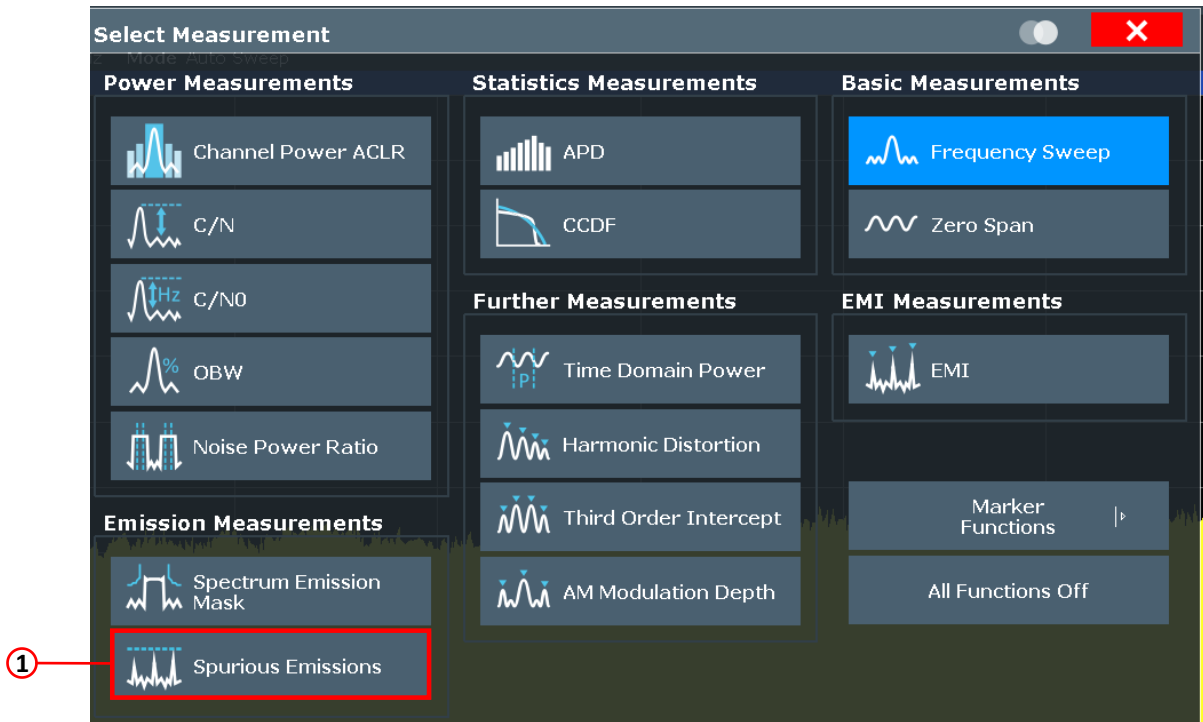 Select Measurement
z Mode Auto Sweep
Power Measurements
Channel Power ACLR
C/N
Hz
C/N0
%
OBW
Noise Power Ratio
Emission Measurements
Spectrum Emission
Mask
1
Spurious Emissions
Statistics Measurements
APD
CCDF
Further Measurements
P
Time Domain Power
Harmonic Distortion
Third Order Intercept
AM Modulation Depth
Basic Measurements
Frequency Sweep
Zero Span
EMI Measurements
EMI
Marker
Functions
All Functions Off